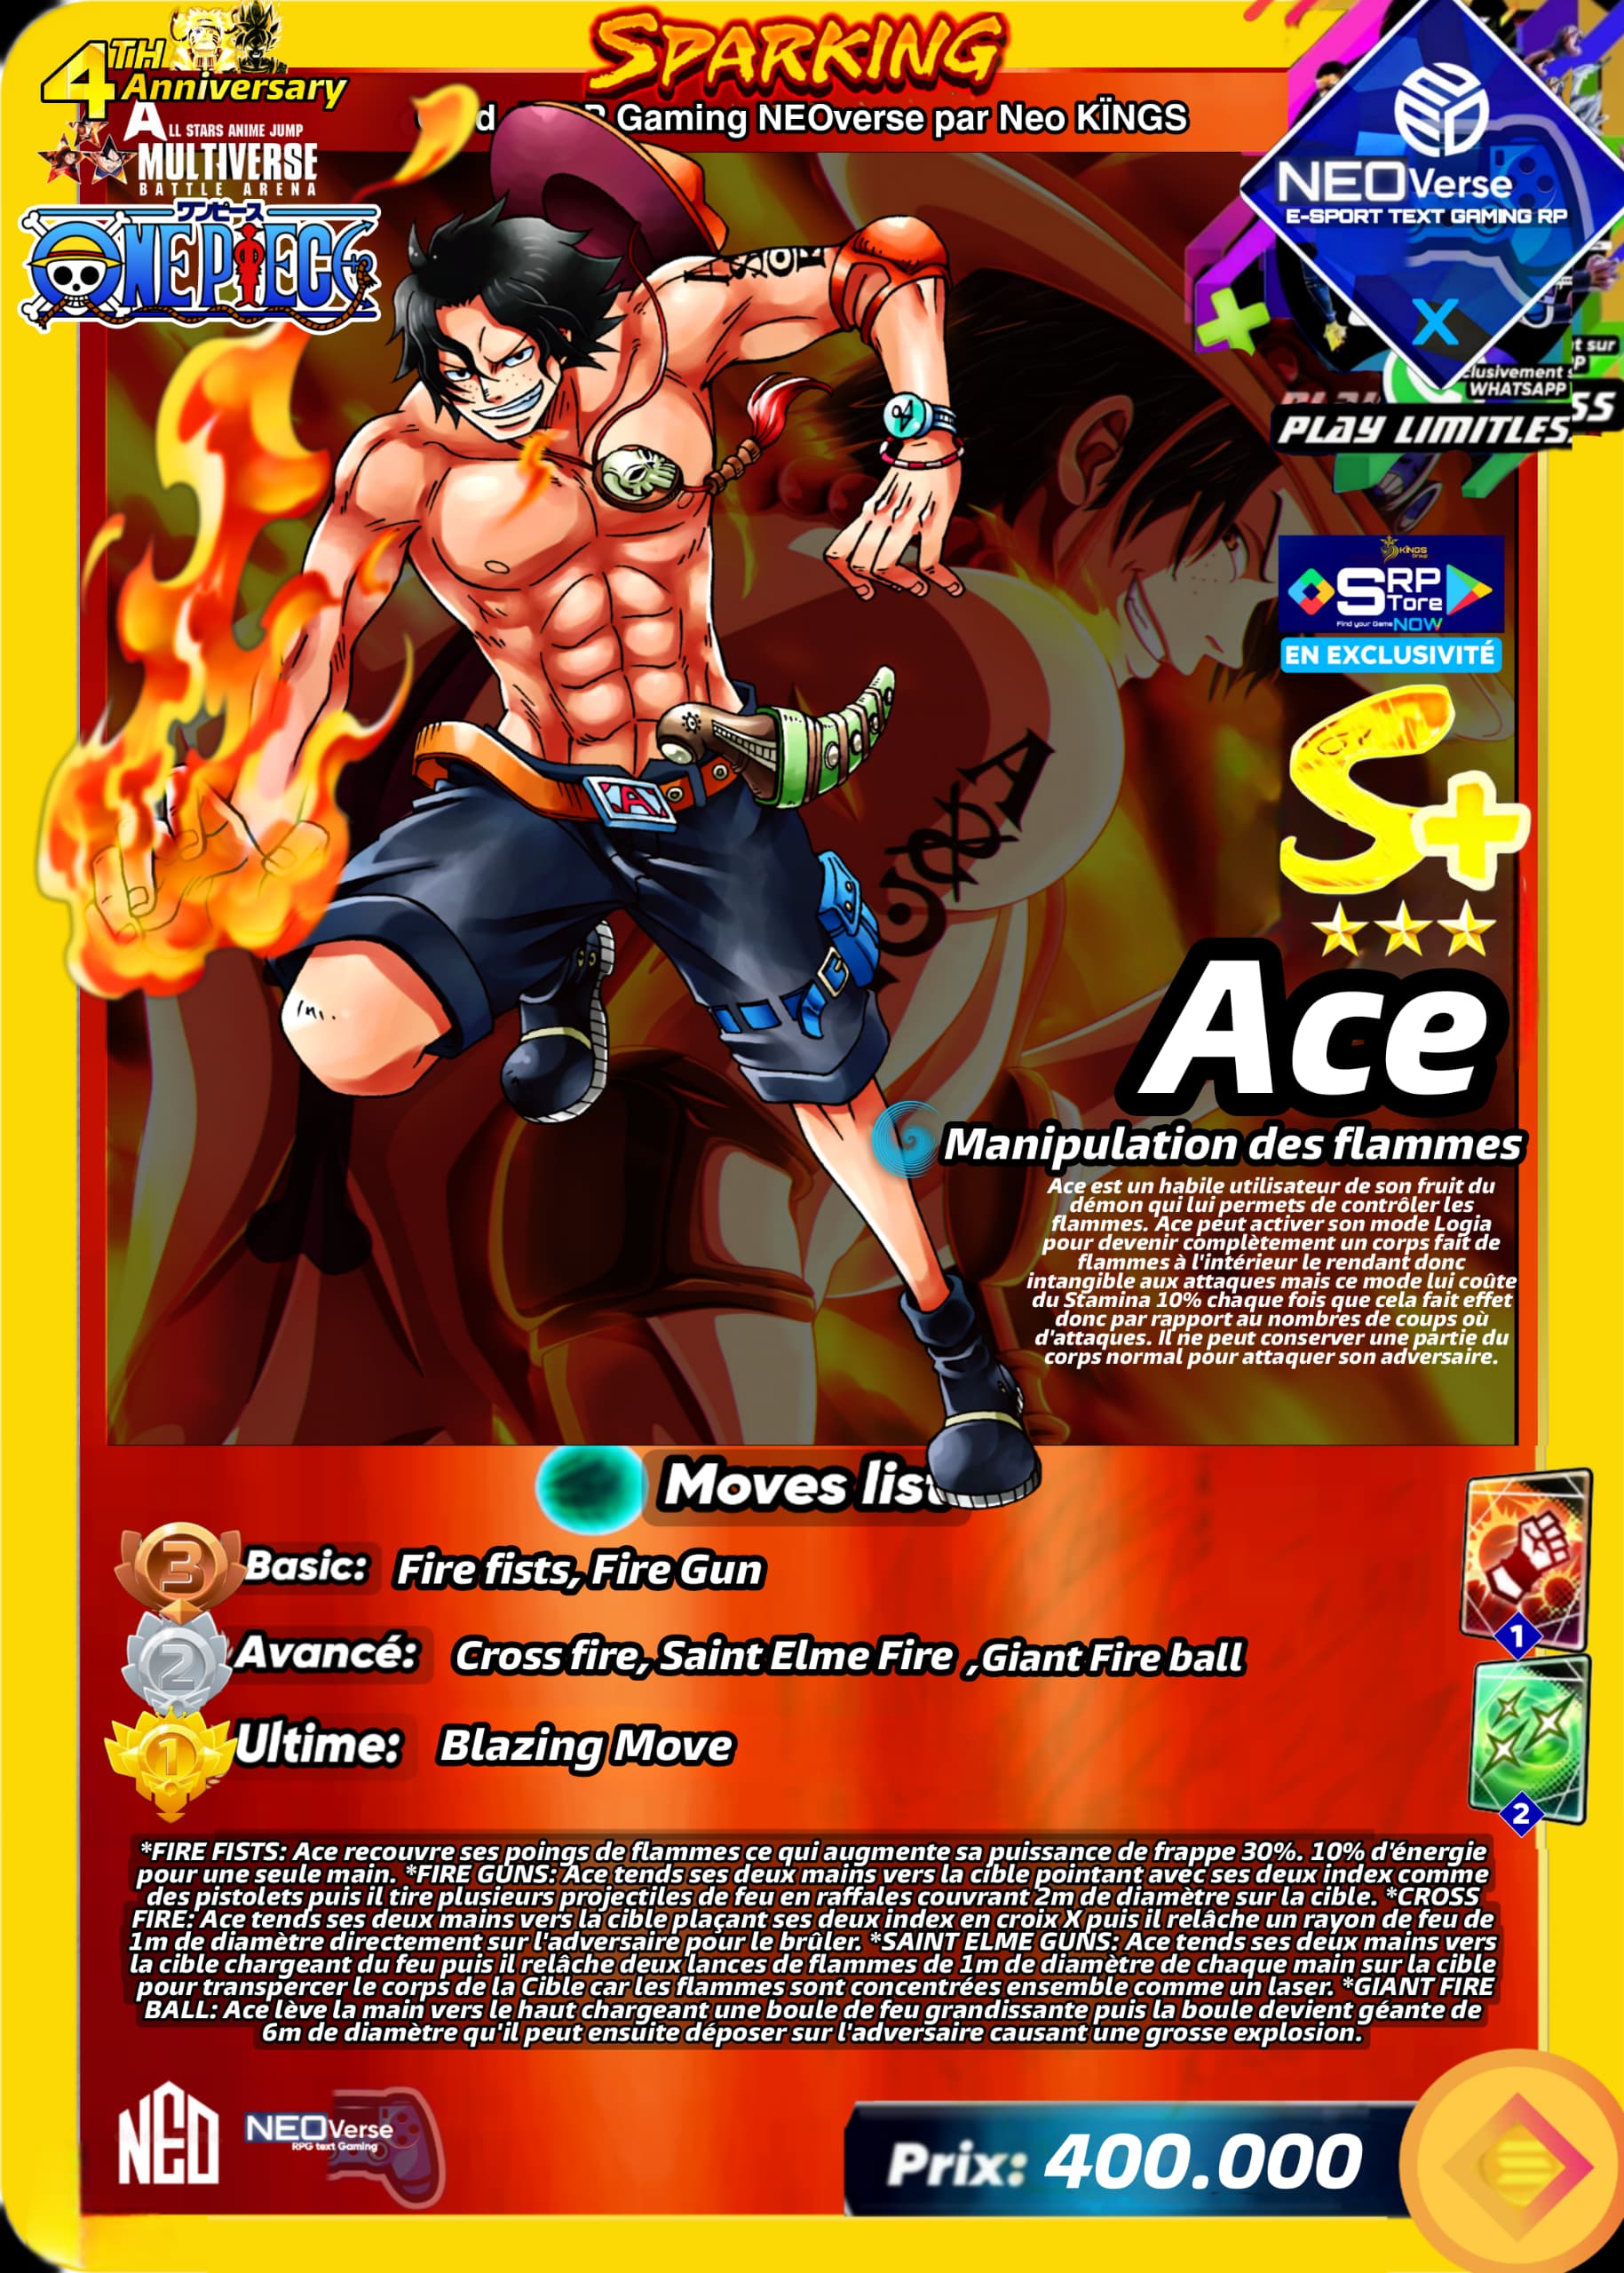 4TH
Anniversary
SPARKING
Gaming NEOverse par Neo KÏNGS
ALL STARS ANIME JUMP
MULTIVERSE
BATTLE ARENA
ワンピース
ONE PIECE
NEOVerse
E-SPORT TEXT GAMING RP
X
WHATSAPP
PLAY LIMITLES
SS
KINGS
SRP
Tore
Find your Game NOW
EN EXCLUSIVITÉ
S+
A
Ace
Manipulation des flammes
Ace est un habile utilisateur de son fruit du
démon qui lui permets de contrôler les
flammes. Ace peut activer son mode Logia
pour devenir complètement un corps fait de
flammes à l'intérieur le rendant donc
intangible aux attaques mais ce mode lui coûte
du Stamina 10% chaque fois que cela fait effet
donc par rapport au nombres de coups où
d'attaques. Il ne peut conserver une partie du
corps normal pour attaquer son adversaire.
Moves list
3 Basic: Fire fists, Fire Gun
1
2 Avancé: Cross fire, Saint Elme Fire ,Giant Fire ball
1 Ultime: Blazing Move
2
*FIRE FISTS: Ace recouvre ses poings de flammes ce qui augmente sa puissance de frappe 30%. 10% d'énergie
pour une seule main. *FIRE GUNS: Ace tends ses deux mains vers la cible pointant avec ses deux index comme
des pistolets puis il tire plusieurs projectiles de feu en raffales couvrant 2m de diamètre sur la cible. *CROSS
FIRE: Ace tends ses deux mains vers la cible plaçant ses deux index en croix X puis il relâche un rayon de feu de
1m de diamètre directement sur l'adversaire pour le brûler. *SAINT ELME GUNS: Ace tends ses deux mains vers
la cible chargeant du feu puis il relâche deux lances de flammes de 1m de diamètre de chaque main sur la cible
pour transpercer le corps de la Cible car les flammes sont concentrées ensemble comme un laser. *GIANT FIRE
BALL: Ace lève la main vers le haut chargeant une boule de feu grandissante puis la boule devient géante de
6m de diamètre qu'il peut ensuite déposer sur l'adversaire causant une grosse explosion.
NEO
NEOVerse
RPG text Gaming
Prix: 400.000